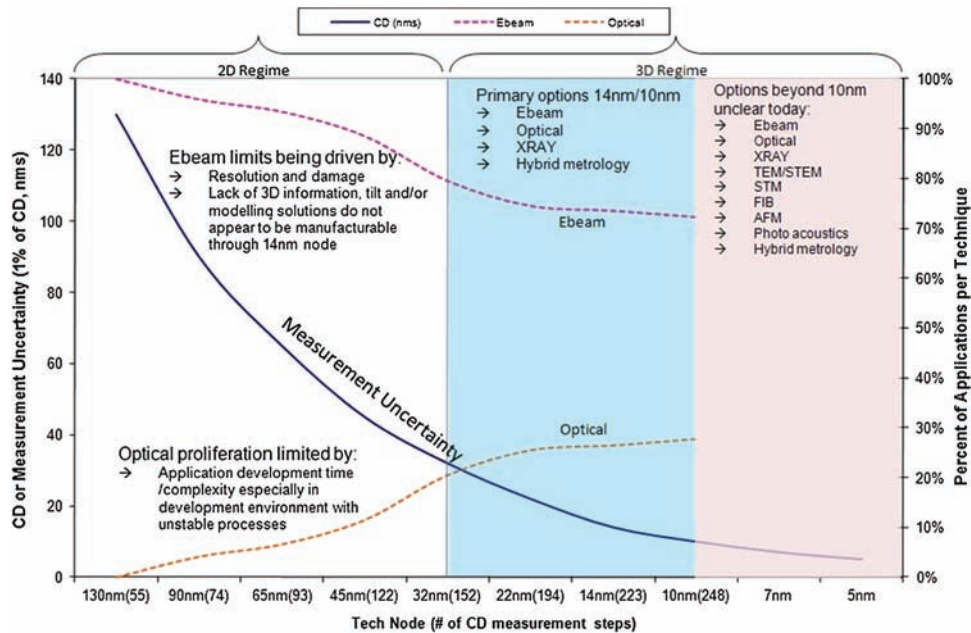 CD (nms) Ebeam Optical
2D Regime 3D Regime
140
120
100
80
60
40
20
0
CD or Measurement Uncertainty (1% of CD, nms)
Ebeam limits being driven by:
→ Resolution and damage
→ Lack of 3D information, tilt and/or
modelling solutions do not
appear to be manufacturable
through 14nm node
Measurement Uncertainty
Optical proliferation limited by:
→ Application development time
/complexity especially in
development environment with
unstable processes
Primary options 14nm/10nm
→ Ebeam
→ Optical
→ XRAY
→ Hybrid metrology
Ebeam
Optical
Options beyond 10nm
unclear today:
→ Ebeam
→ Optical
→ XRAY
→ TEM/STEM
→ STM
→ FIB
→ AFM
→ Photo acoustics
→ Hybrid metrology
100%
90%
80%
70%
60%
50%
40%
30%
20%
10%
0%
Percent of Applications per Technique
130nm(55) 90nm(74) 65nm(93) 45nm(122) 32nm(152) 22nm(194) 14nm(223) 10nm(248) 7nm 5nm
Tech Node (# of CD measurement steps)